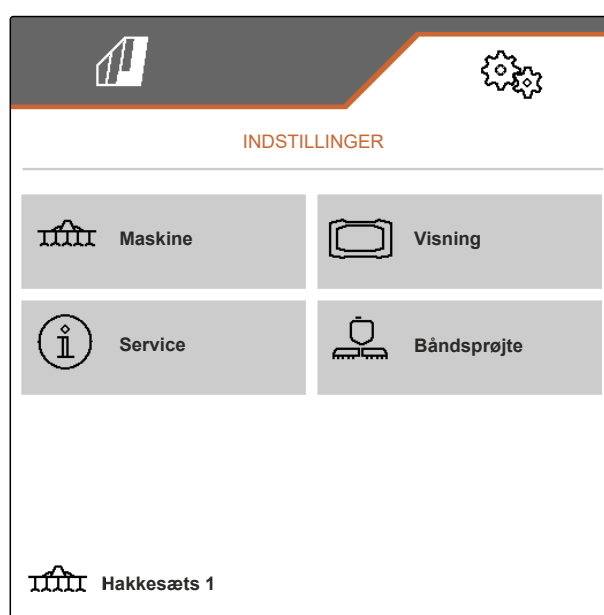 INDSTILLINGER
Maskine
Visning
Service
Båndsprøjte
Hakkesæts 1